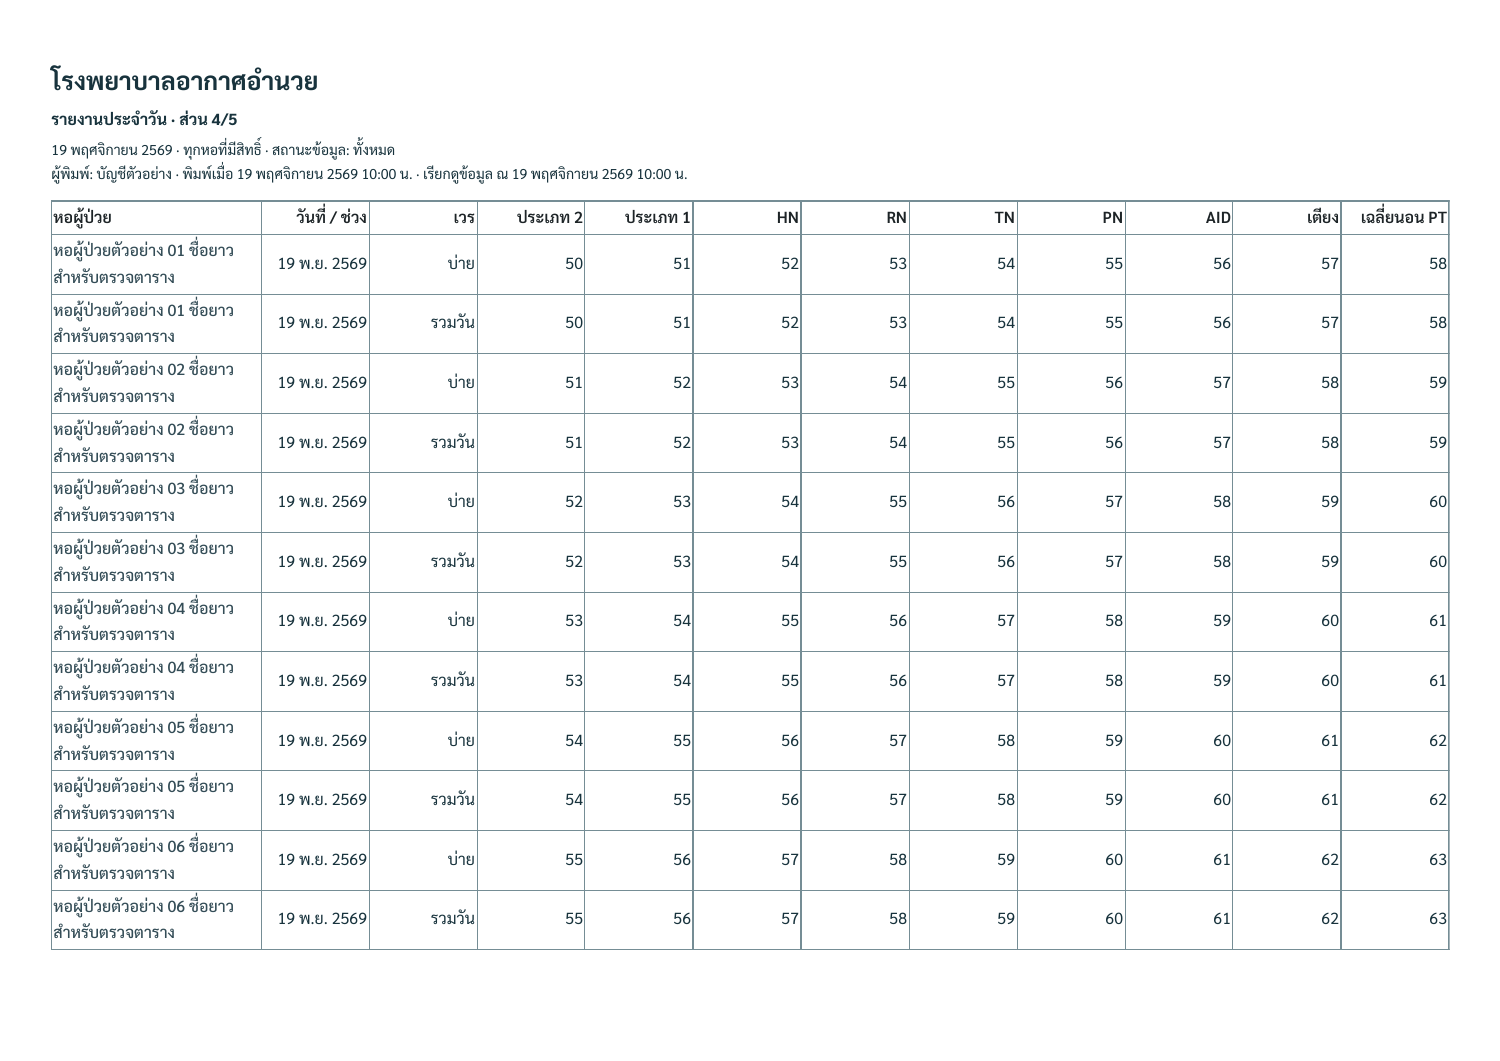 โรงพยาบาลอากาศอำนวย
รายงานประจำวัน · ส่วน 4/5
19 พฤศจิกายน 2569 · ทุกหอที่มีสิทธิ์ · สถานะข้อมูล: ทั้งหมด
ผู้พิมพ์: บัญชีตัวอย่าง · พิมพ์เมื่อ 19 พฤศจิกายน 2569 10:00 น. · เรียกดูข้อมูล ณ 19 พฤศจิกายน 2569 10:00 น.
หอผู้ป่วย วันที่ / ช่วง เวร ประเภท 2 ประเภท 1 HN RN TN PN AID เตียง เฉลี่ยนอน PT
หอผู้ป่วยตัวอย่าง 01 ชื่อยาว
สำหรับตรวจตาราง 19 พ.ย. 2569 บ่าย 50 51 52 53 54 55 56 57 58
หอผู้ป่วยตัวอย่าง 01 ชื่อยาว
สำหรับตรวจตาราง 19 พ.ย. 2569 รวมวัน 50 51 52 53 54 55 56 57 58
หอผู้ป่วยตัวอย่าง 02 ชื่อยาว
สำหรับตรวจตาราง 19 พ.ย. 2569 บ่าย 51 52 53 54 55 56 57 58 59
หอผู้ป่วยตัวอย่าง 02 ชื่อยาว
สำหรับตรวจตาราง 19 พ.ย. 2569 รวมวัน 51 52 53 54 55 56 57 58 59
หอผู้ป่วยตัวอย่าง 03 ชื่อยาว
สำหรับตรวจตาราง 19 พ.ย. 2569 บ่าย 52 53 54 55 56 57 58 59 60
หอผู้ป่วยตัวอย่าง 03 ชื่อยาว
สำหรับตรวจตาราง 19 พ.ย. 2569 รวมวัน 52 53 54 55 56 57 58 59 60
หอผู้ป่วยตัวอย่าง 04 ชื่อยาว
สำหรับตรวจตาราง 19 พ.ย. 2569 บ่าย 53 54 55 56 57 58 59 60 61
หอผู้ป่วยตัวอย่าง 04 ชื่อยาว
สำหรับตรวจตาราง 19 พ.ย. 2569 รวมวัน 53 54 55 56 57 58 59 60 61
หอผู้ป่วยตัวอย่าง 05 ชื่อยาว
สำหรับตรวจตาราง 19 พ.ย. 2569 บ่าย 54 55 56 57 58 59 60 61 62
หอผู้ป่วยตัวอย่าง 05 ชื่อยาว
สำหรับตรวจตาราง 19 พ.ย. 2569 รวมวัน 54 55 56 57 58 59 60 61 62
หอผู้ป่วยตัวอย่าง 06 ชื่อยาว
สำหรับตรวจตาราง 19 พ.ย. 2569 บ่าย 55 56 57 58 59 60 61 62 63
หอผู้ป่วยตัวอย่าง 06 ชื่อยาว
สำหรับตรวจตาราง 19 พ.ย. 2569 รวมวัน 55 56 57 58 59 60 61 62 63